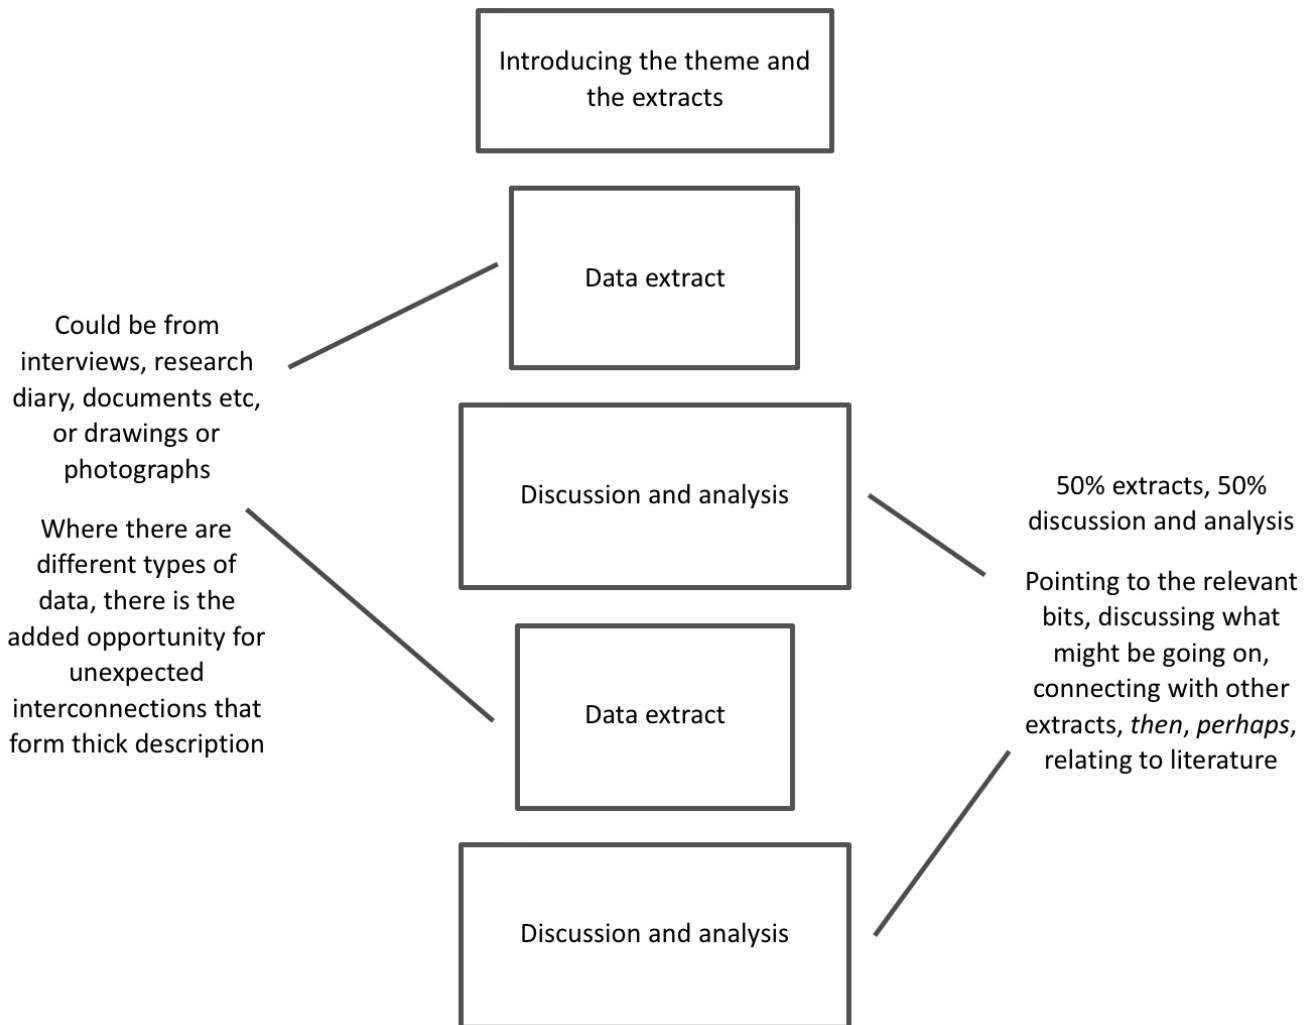 Introducing the theme and
the extracts
Data extract
Could be from
interviews, research
diary, documents etc,
or drawings or
photographs
Where there are
different types of
data, there is the
added opportunity for
unexpected
interconnections that
form thick description
Discussion and analysis
50% extracts, 50%
discussion and analysis
Pointing to the relevant
bits, discussing what
might be going on,
connecting with other
extracts, then, perhaps,
relating to literature
Data extract
Discussion and analysis